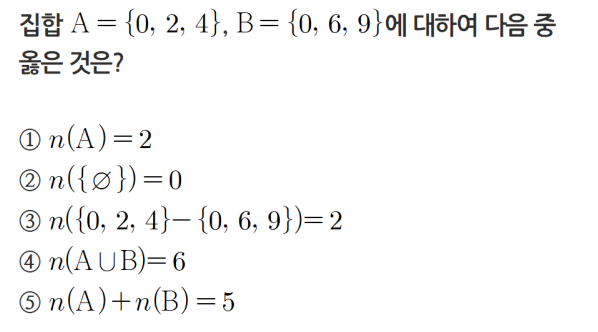 집합 A = {0, 2, 4}, B = {0, 6, 9}에 대하여 다음 중
옳은 것은?
① n(A) = 2
② n({∅}) = 0
③ n({0, 2, 4} − {0, 6, 9}) = 2
④ n(A∪B) = 6
⑤ n(A) + n(B) = 5